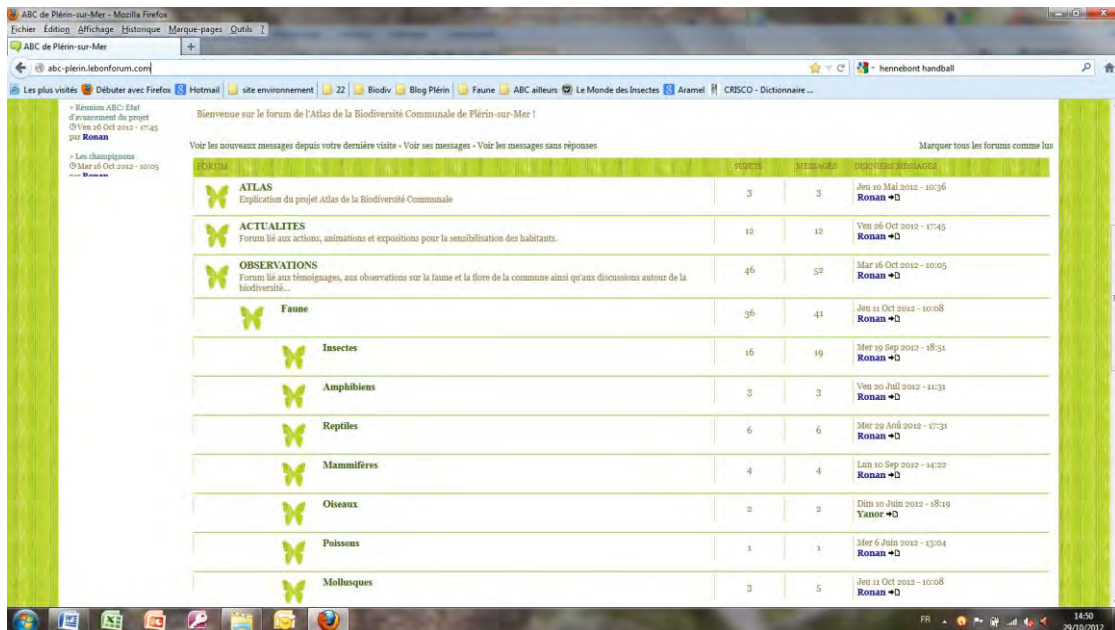 ABC de Plérin-sur-Mer - Mozilla Firefox
Fichier Edition Affichage Historique Marque-pages Outils ?
ABC de Plérin-sur-Mer
abc-plerin.lebonforum.com
hennebont handball
Les plus visités Débuter avec Firefox Hotmail site environnement 22 Biodiv Blog Plérin Faune ABC ailleurs Le Monde des Insectes Aramel CRISCO - Dictionnaire ...
» Réunion ABC: Etat
d'avancement du projet
Ven 26 Oct 2012 - 17:45
par Ronan
» Les champignons
Mar 16 Oct 2012 - 10:05
par Ronan
Bienvenue sur le forum de l'Atlas de la Biodiversité Communale de Plérin-sur-Mer !
Voir les nouveaux messages depuis votre dernière visite • Voir ses messages • Voir les messages sans réponses
Marquer tous les forums comme lus
FORUM SUJETS MESSAGES DERNIERS MESSAGES
ATLAS
Explication du projet Atlas de la Biodiversité Communale
3 3 Jeu 10 Mai 2012 - 10:36
Ronan
ACTUALITES
Forum lié aux actions, animations et expositions pour la sensibilisation des habitants.
12 12 Ven 26 Oct 2012 - 17:45
Ronan
OBSERVATIONS
Forum lié aux témoignages, aux observations sur la faune et la flore de la commune ainsi qu'aux discussions autour de la
biodiversité...
46 52 Mar 16 Oct 2012 - 10:05
Ronan
Faune
36 41 Jeu 11 Oct 2012 - 10:08
Ronan
Insectes
16 19 Mer 19 Sep 2012 - 18:51
Ronan
Amphibiens
3 3 Ven 20 Juil 2012 - 11:31
Ronan
Reptiles
6 6 Mer 29 Aoû 2012 - 17:31
Ronan
Mammifères
4 4 Lun 10 Sep 2012 - 14:22
Ronan
Oiseaux
2 2 Dim 10 Juin 2012 - 18:19
Yanor
Poissons
1 1 Mer 6 Juin 2012 - 13:04
Ronan
Mollusques
3 5 Jeu 11 Oct 2012 - 10:08
Ronan
FR 14:50
29/10/2012